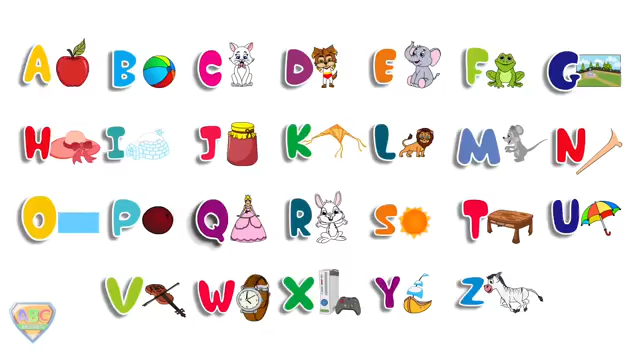 A B C D E F G
H I J K L M N
O P Q R S T U
V W X Y Z
ABC